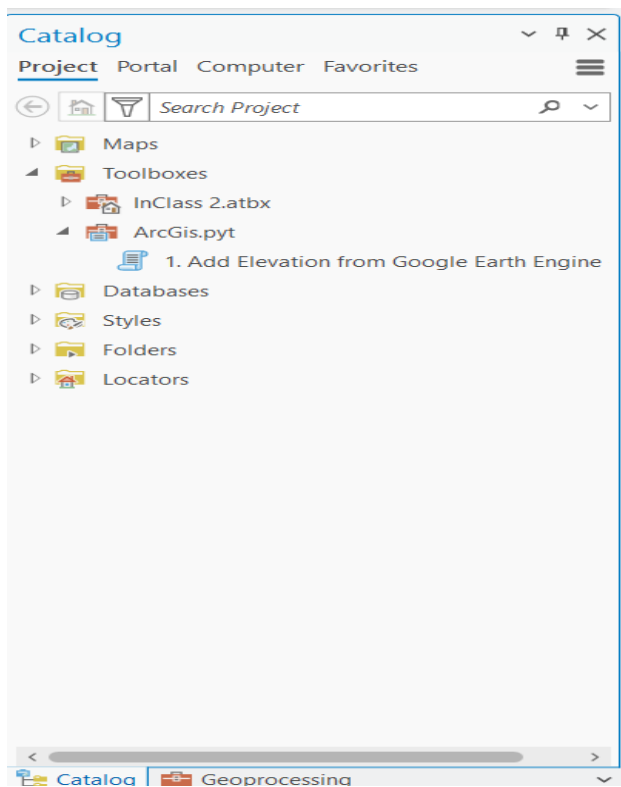 Catalog
Project Portal Computer Favorites
Search Project
Maps
Toolboxes
InClass 2.atbx
ArcGis.pyt
1. Add Elevation from Google Earth Engine
Databases
Styles
Folders
Locators
Catalog Geoprocessing